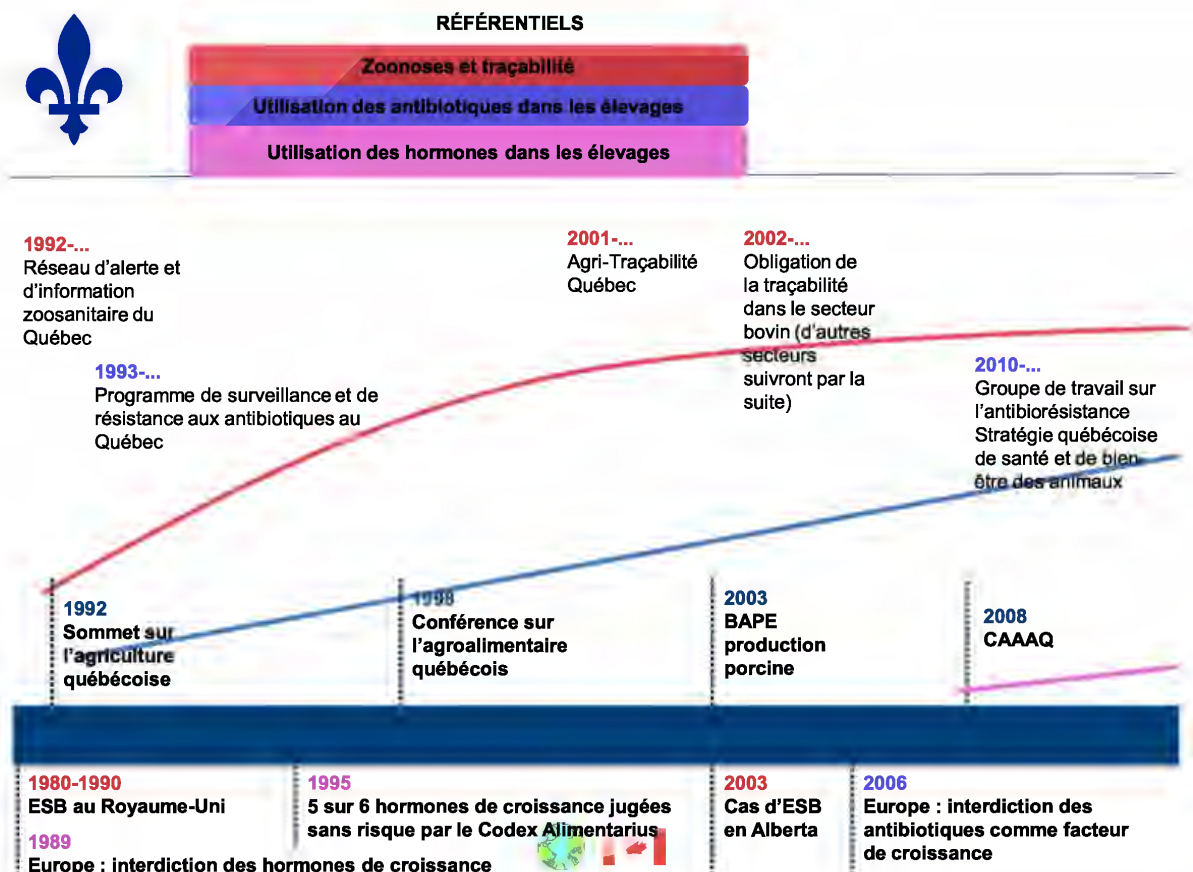 RÉFÉRENTIELS
Zoonoses et traçabilité
Utilisation des antibiotiques dans les élevages
Utilisation des hormones dans les élevages
1992-...
Réseau d'alerte et
d'information
zoosanitaire du
Québec
2001-...
Agri-Traçabilité
Québec
2002-...
Obligation de
la traçabilité
dans le secteur
bovin (d'autres
secteurs
suivront par la
suite)
1993-...
Programme de surveillance et de
résistance aux antibiotiques au
Québec
2010-...
Groupe de travail sur
l'antibiorésistance
Stratégie québécoise
de santé et de bien-
être des animaux
1992
Sommet sur
l'agriculture
québécoise
1998
Conférence sur
l'agroalimentaire
québécois
2003
BAPE
production
porcine
2008
CAAAQ
1980-1990
ESB au Royaume-Uni
1989
Europe : interdiction des hormones de croissance
1995
5 sur 6 hormones de croissance jugées
sans risque par le Codex Alimentarius
2003
Cas d'ESB
en Alberta
2006
Europe : interdiction des
antibiotiques comme facteur
de croissance